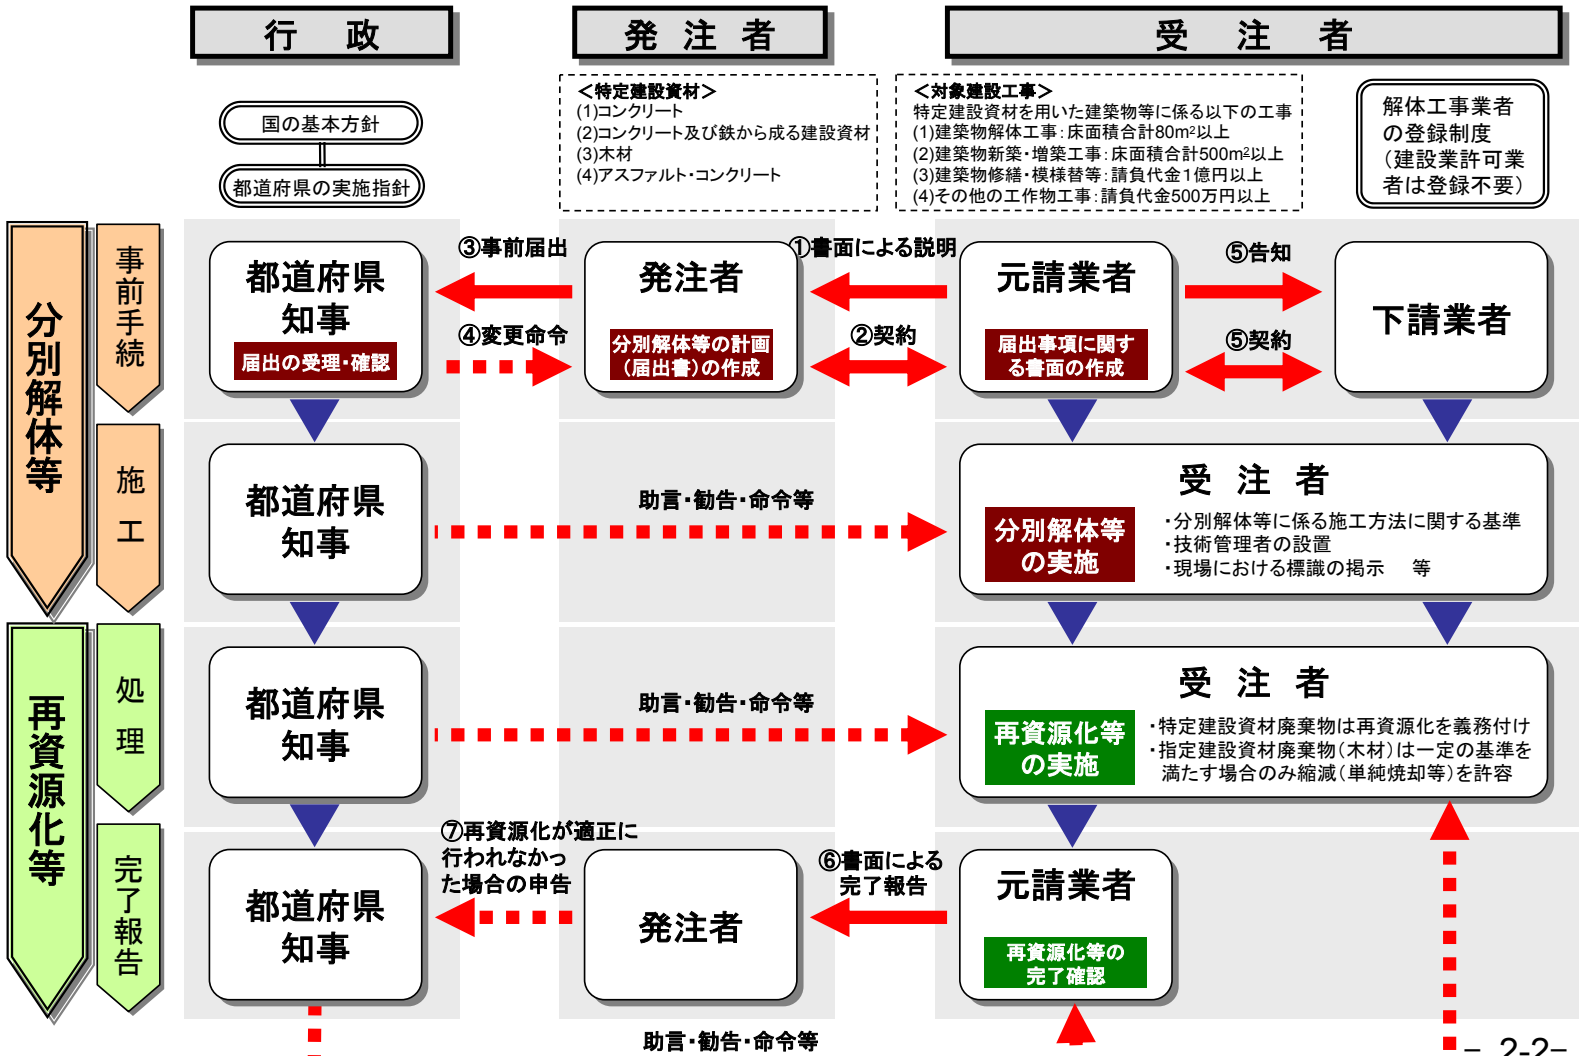 行　政
発 注 者
受　注　者
国の基本方針
都道府県の実施指針
＜特定建設資材＞
(1)コンクリート
(2)コンクリート及び鉄から成る建設資材
(3)木材
(4)アスファルト・コンクリート
＜対象建設工事＞
特定建設資材を用いた建築物等に係る以下の工事
(1)建築物解体工事：床面積合計80m²以上
(2)建築物新築・増築工事：床面積合計500m²以上
(3)建築物修繕・模様替等：請負代金1億円以上
(4)その他の工作物工事：請負代金500万円以上
解体工事業者
の登録制度
（建設業許可業
者は登録不要）
分別解体等
事前手続
都道府県
知事
届出の受理・確認
③事前届出
④変更命令
発注者
分別解体等の計画
（届出書）の作成
①書面による説明
②契約
元請業者
届出事項に関す
る書面の作成
⑤告知
⑤契約
下請業者
施工
都道府県
知事
助言・勧告・命令等
受 注 者
分別解体等
の実施
・分別解体等に係る施工方法に関する基準
・技術管理者の設置
・現場における標識の掲示　等
再資源化等
処理
都道府県
知事
助言・勧告・命令等
受 注 者
再資源化等
の実施
・特定建設資材廃棄物は再資源化を義務付け
・指定建設資材廃棄物（木材）は一定の基準を
満たす場合のみ縮減（単純焼却等）を許容
完了報告
都道府県
知事
⑦再資源化が適正に
行われなかっ
た場合の申告
発注者
⑥書面による
完了報告
元請業者
再資源化等の
完了確認
助言・勧告・命令等
- 2-2-